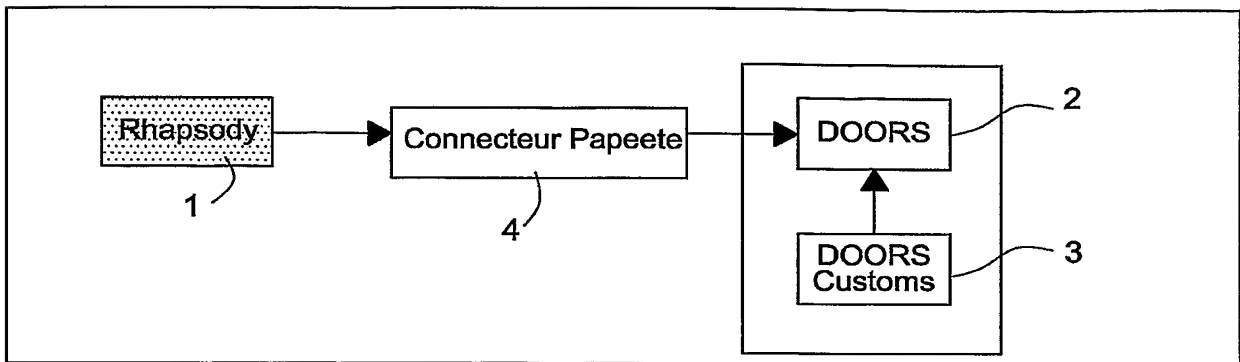 Rhapsody
1
Connecteur Papeete
4
DOORS
2
DOORS
Customs
3